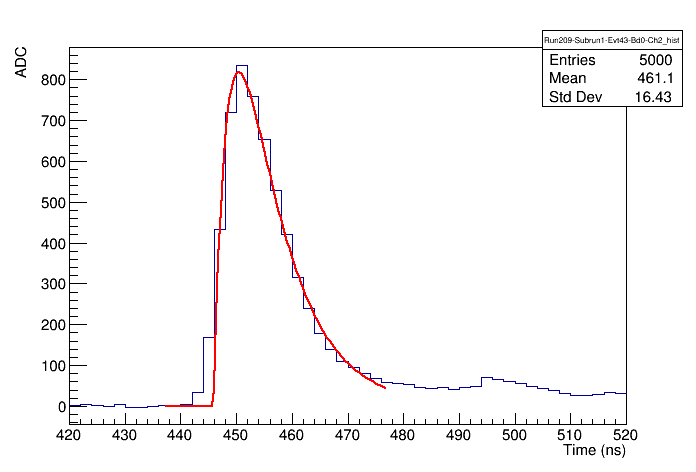 Run209-Subrun1-Evt43-Bd0-Ch2_hist
Entries 5000
Mean 461.1
Std Dev 16.43
ADC
800
700
600
500
400
300
200
100
0
420 430 440 450 460 470 480 490 500 510 520
Time (ns)